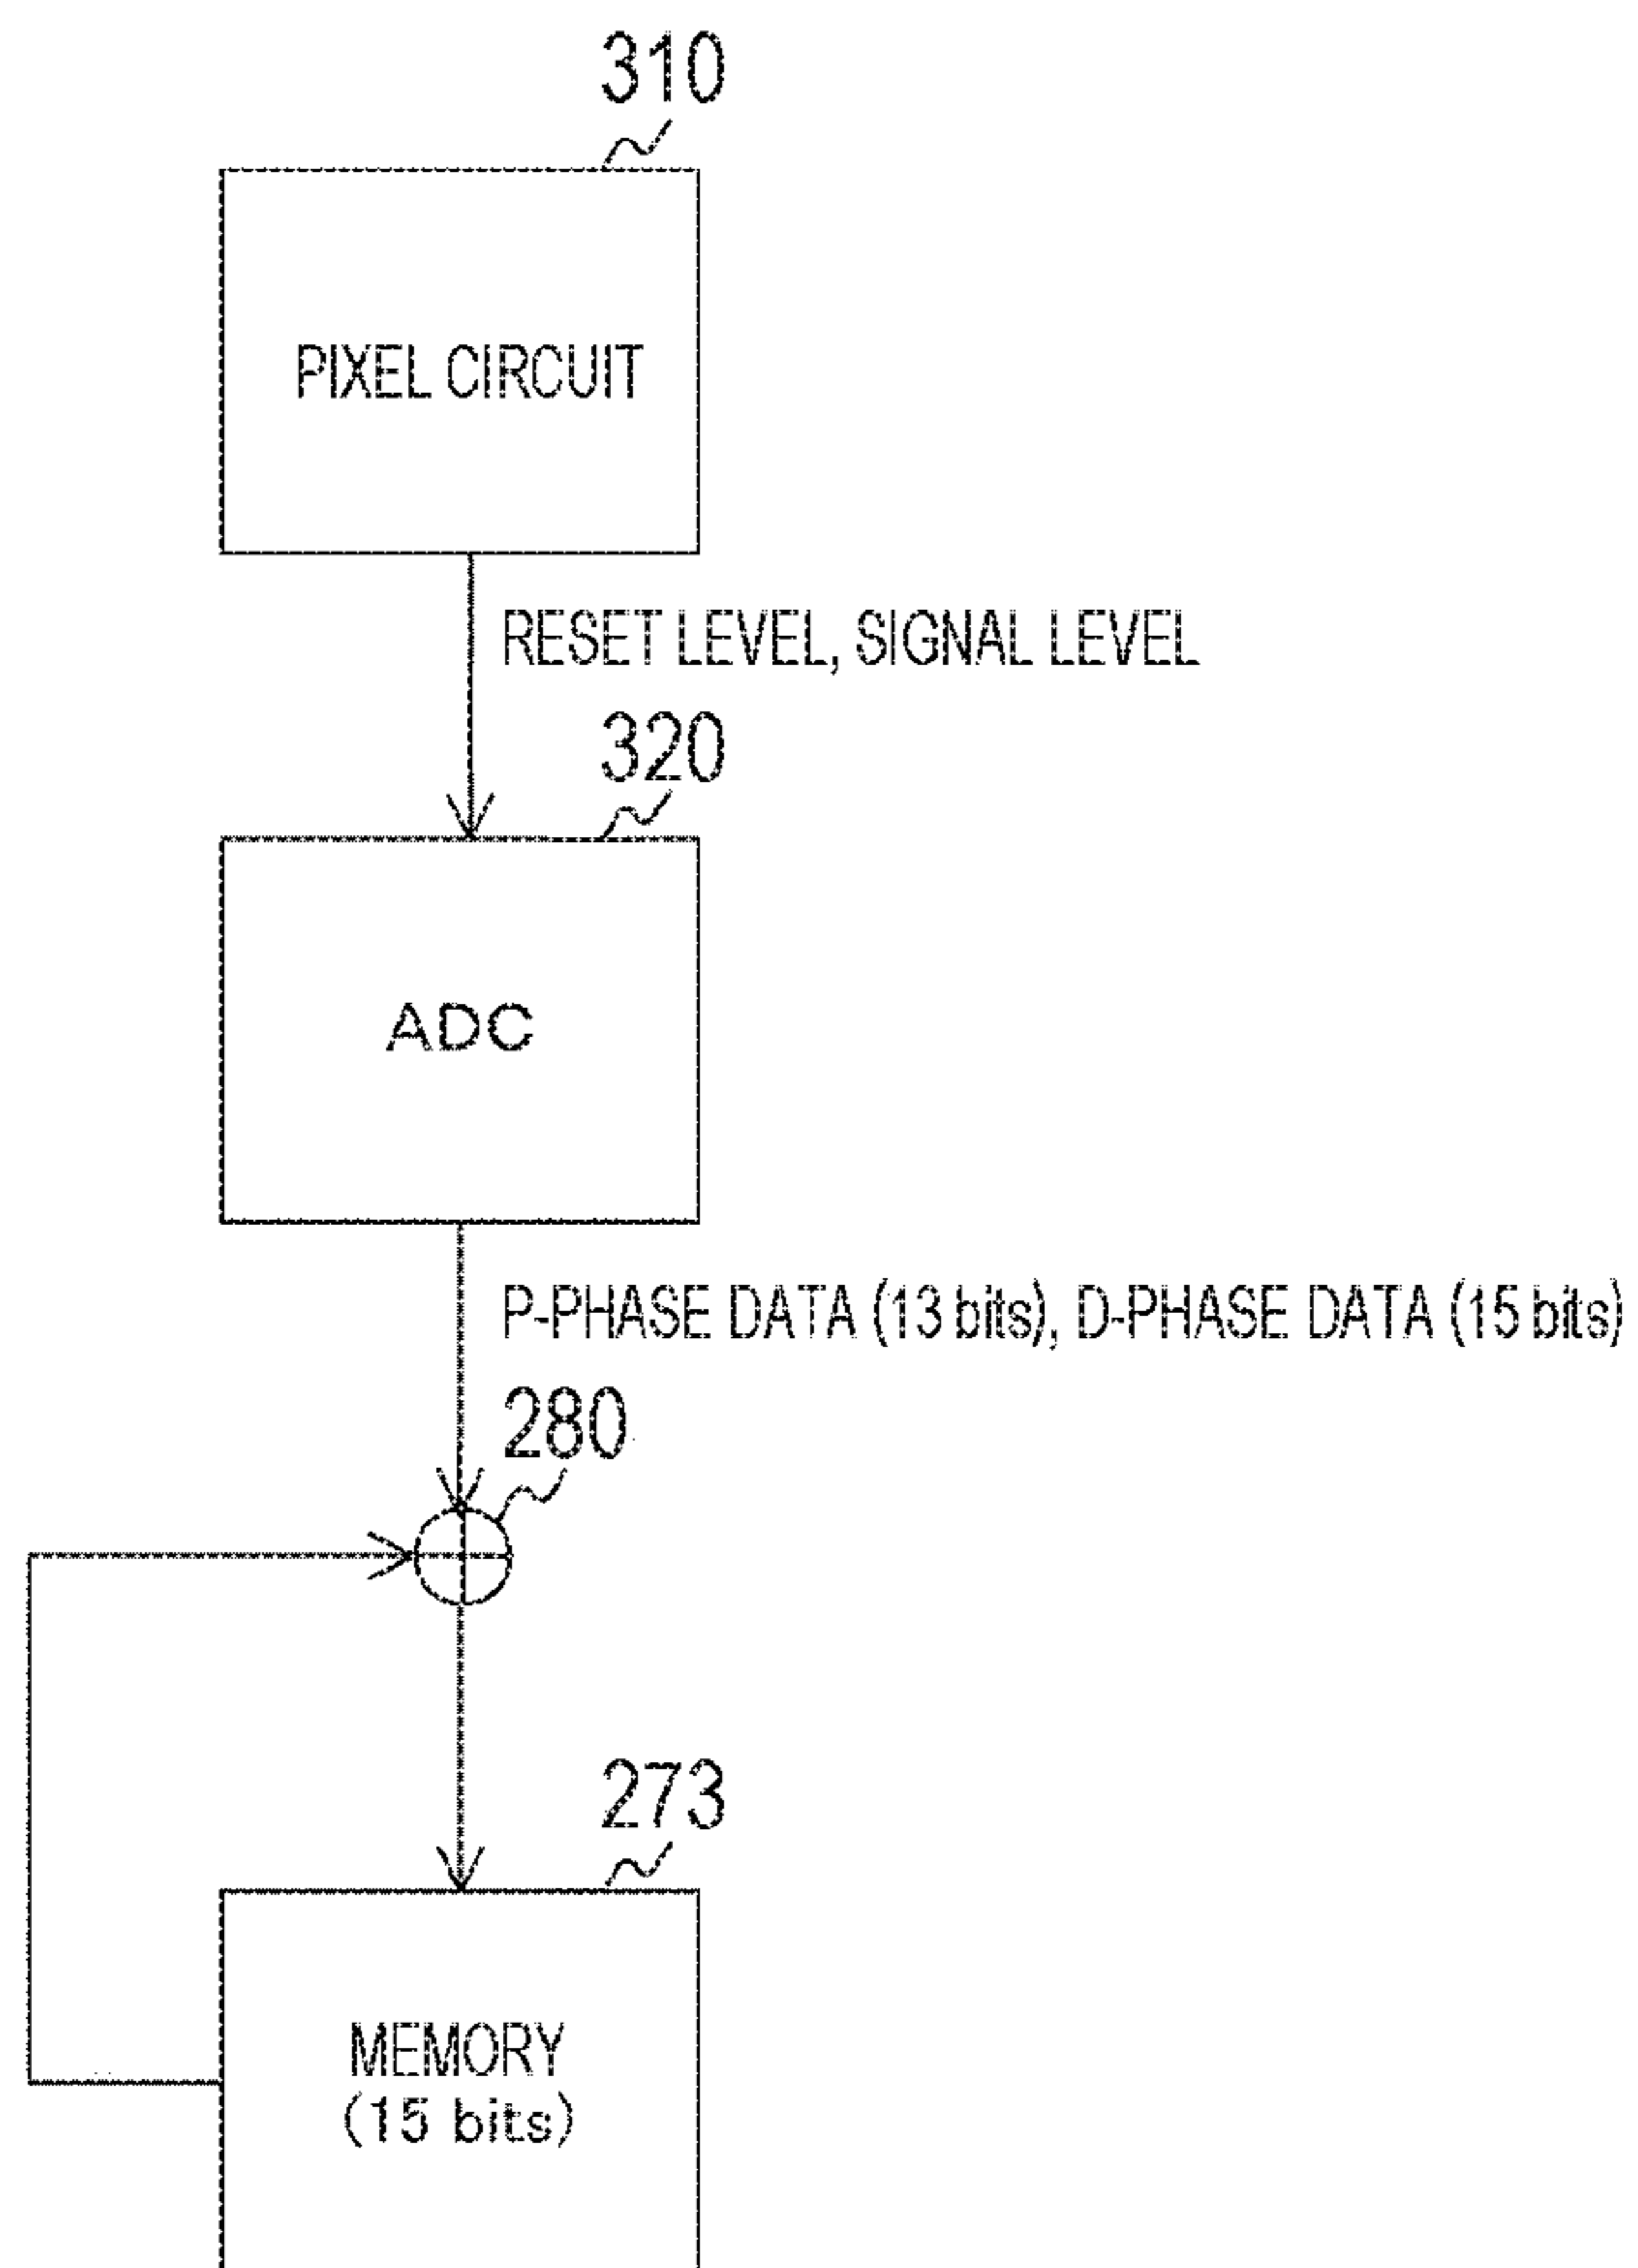 310
PIXEL CIRCUIT
RESET LEVEL, SIGNAL LEVEL
320
ADC
P-PHASE DATA (13 bits), D-PHASE DATA (15 bits)
280
273
MEMORY
(15 bits)